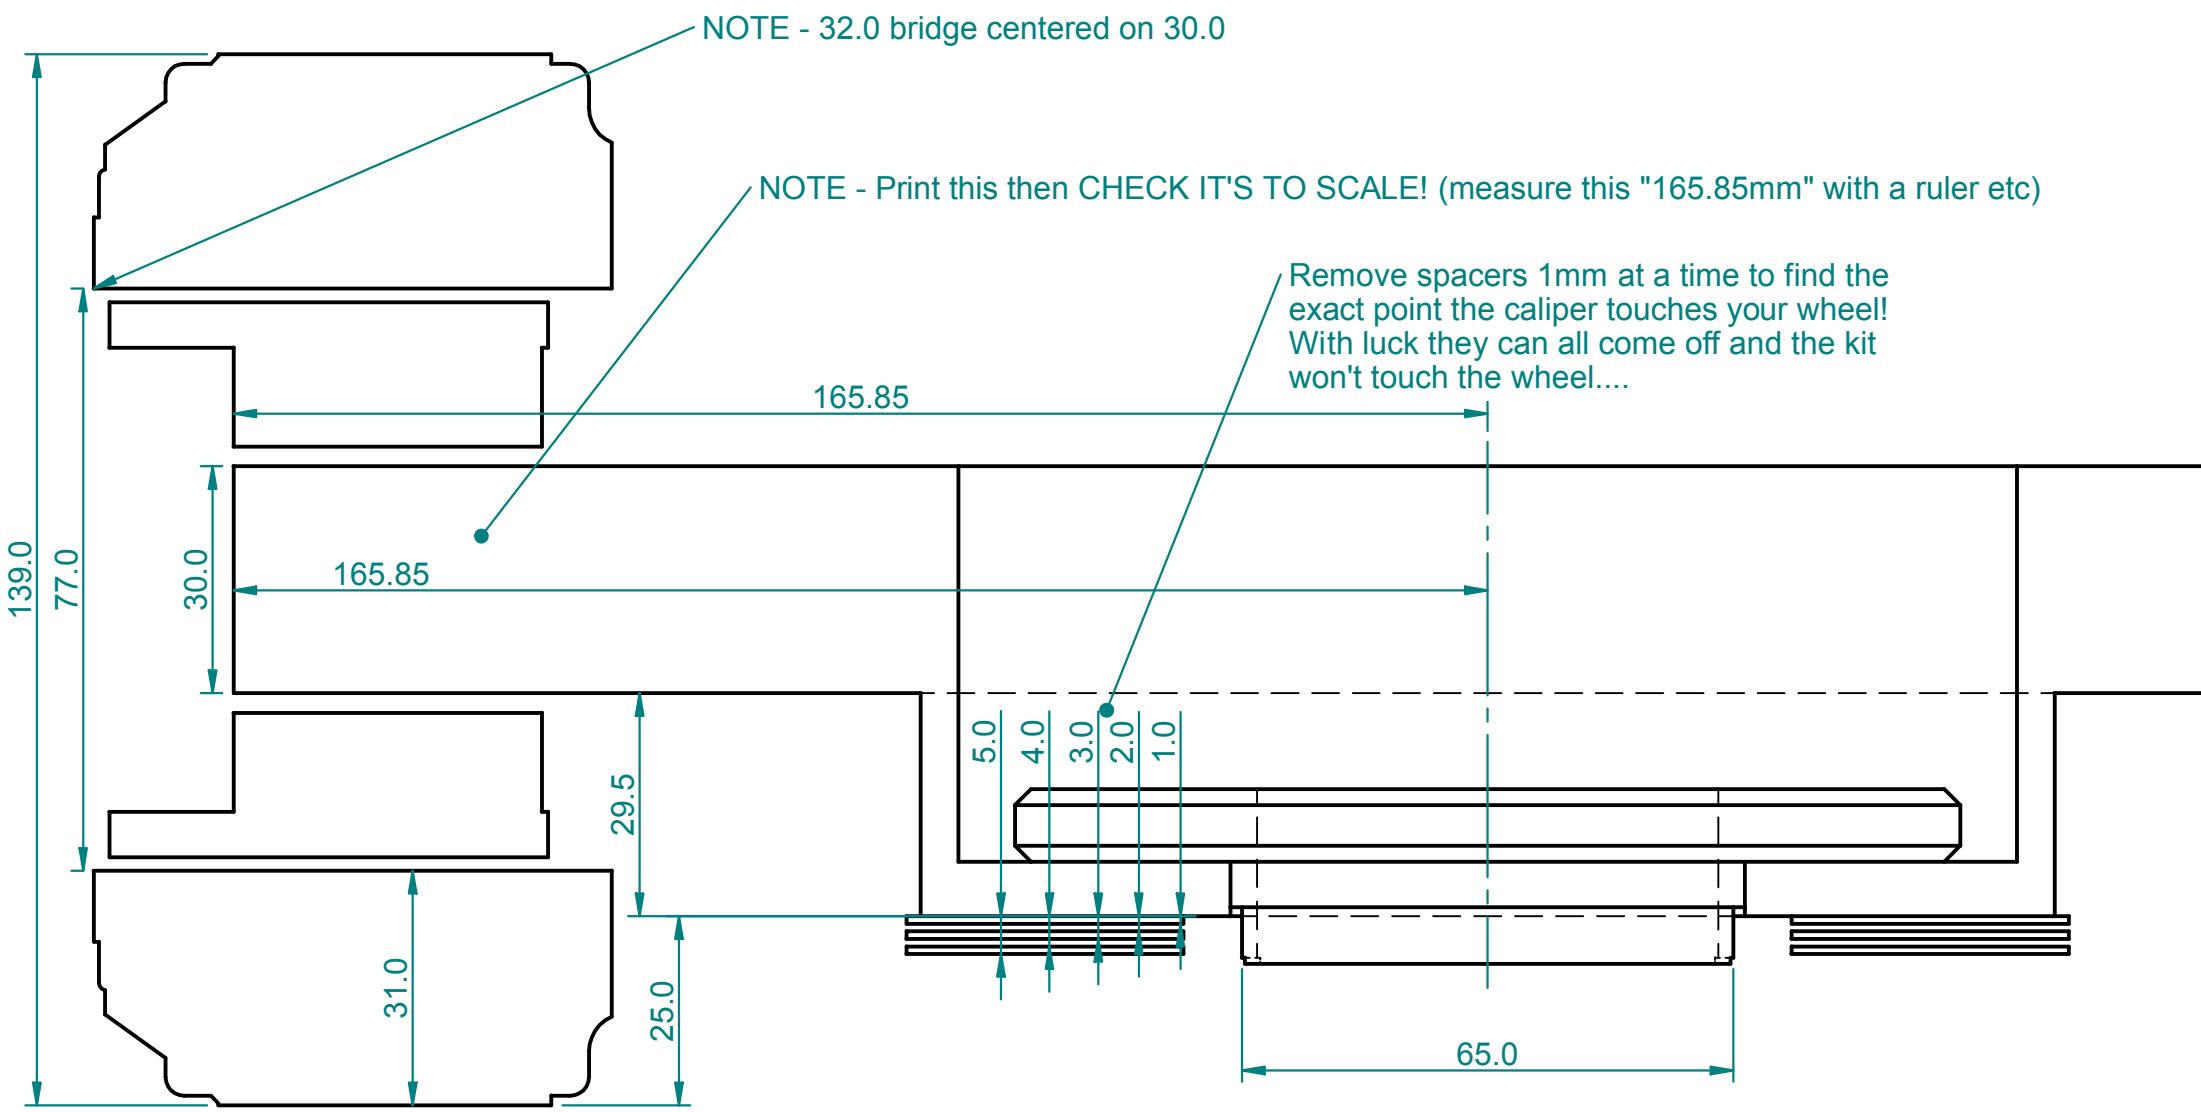 NOTE - 32.0 bridge centered on 30.0
NOTE - Print this then CHECK IT'S TO SCALE! (measure this "165.85mm" with a ruler etc)
Remove spacers 1mm at a time to find the
exact point the caliper touches your wheel!
With luck they can all come off and the kit
won't touch the wheel....
165.85
165.85
139.0
77.0
30.0
29.5
5.0
4.0
3.0
2.0
1.0
31.0
25.0
65.0